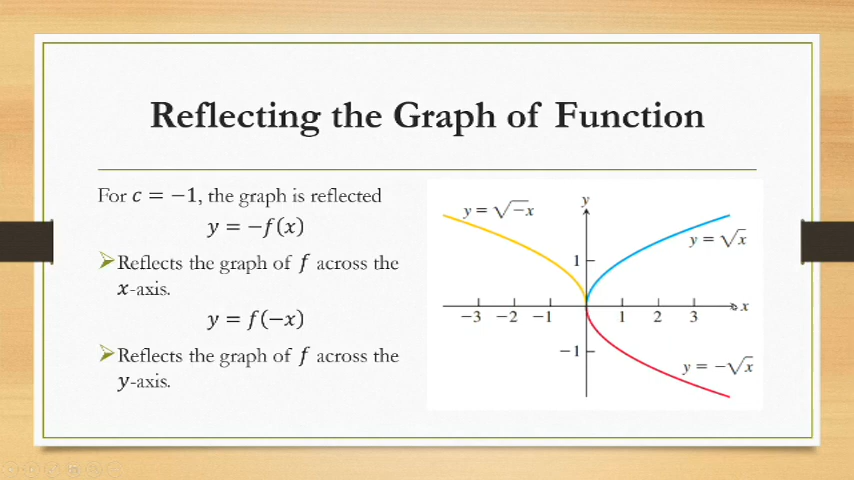 Reflecting the Graph of Function
For c = −1, the graph is reflected
y = −f(x)
Reflects the graph of f across the
x-axis.
y = f(−x)
Reflects the graph of f across the
y-axis.
y
y = √−x
y = √x
1
−3 −2 −1 1 2 3 x
−1
y = −√x